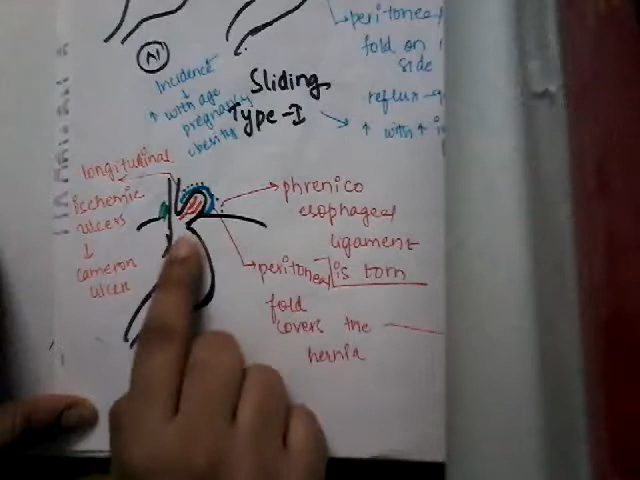 A1
peritoneal
fold on
side
Incidence
↓
↑ with age
pregnancy
obesity
Sliding
Type-I
reflux
↑ with ↑
longitudinal
ischemic
ulcers
↓
cameron
ulcer
phrenico
esophageal
ligament
is torn
peritoneal
fold
covers the
hernia